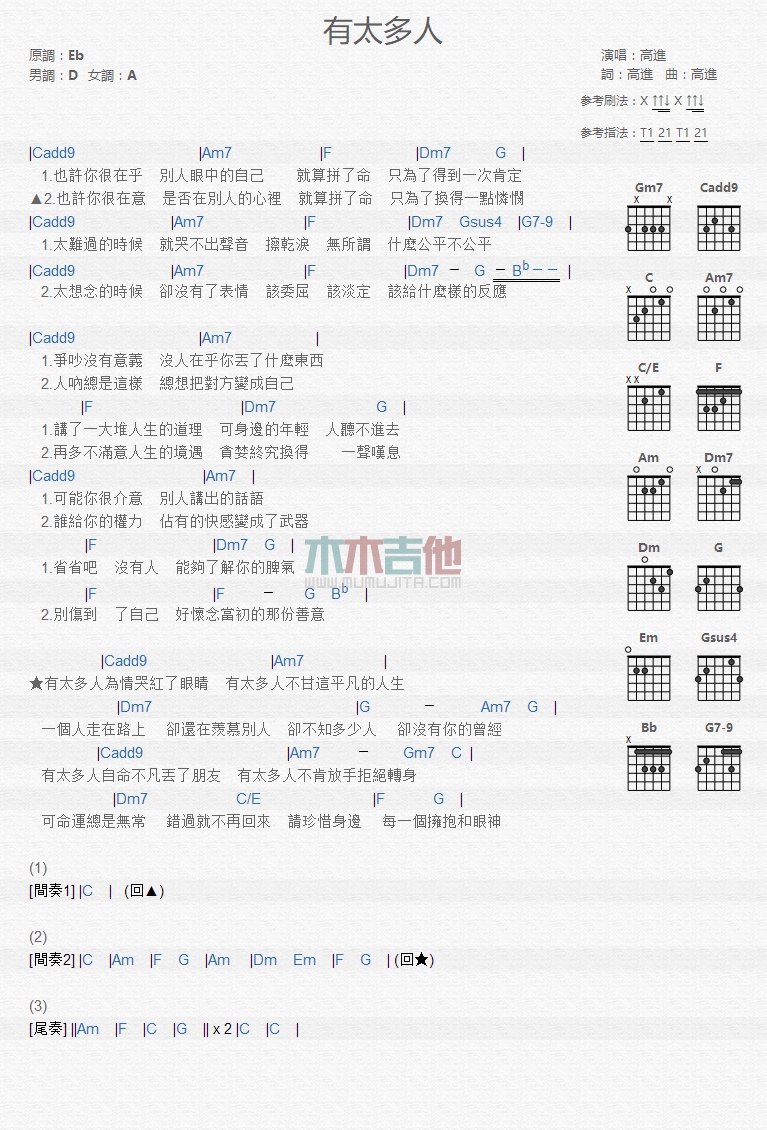 有太多人
原調：Eb
男調：D 女調：A
演唱：高進
詞：高進 曲：高進
參考刷法：X ↑↑↓ X ↑↑↓
參考指法：T1 21 T1 21
|Cadd9 |Am7 |F |Dm7 G |
1.也許你很在乎 別人眼中的自己 就算拼了命 只為了得到一次肯定
▲2.也許你很在意 是否在別人的心裡 就算拼了命 只為了換得一點憐憫
|Cadd9 |Am7 |F |Dm7 Gsus4 |G7-9 |
1.太難過的時候 就哭不出聲音 擦乾淚 無所謂 什麼公平不公平
|Cadd9 |Am7 |F |Dm7 – G – Bb – – |
2.太想念的時候 卻沒有了表情 該委屈 該淡定 該給什麼樣的反應
|Cadd9 |Am7 |
1.爭吵沒有意義 沒人在乎你丟了什麼東西
2.人吶總是這樣 總想把對方變成自己
|F |Dm7 G |
1.講了一大堆人生的道理 可身邊的年輕 人聽不進去
2.再多不滿意人生的境遇 貪婪終究換得 一聲嘆息
|Cadd9 |Am7 |
1.可能你很介意 別人講出的話語
2.誰給你的權力 佔有的快感變成了武器
|F |Dm7 G |
1.省省吧 沒有人 能夠了解你的脾氣
|F |F – G Bb |
2.別傷到 了自己 好懷念當初的那份善意
|Cadd9 |Am7 |
★有太多人為情哭紅了眼睛 有太多人不甘這平凡的人生
|Dm7 |G – Am7 G |
一個人走在路上 卻還在羨慕別人 卻不知多少人 卻沒有你的曾經
|Cadd9 |Am7 – Gm7 C |
有太多人自命不凡丟了朋友 有太多人不肯放手拒絕轉身
|Dm7 C/E |F G |
可命運總是無常 錯過就不再回來 請珍惜身邊 每一個擁抱和眼神
(1)
[間奏1] |C | (回▲)
(2)
[間奏2] |C |Am |F G |Am |Dm Em |F G | (回★)
(3)
[尾奏] ||Am |F |C |G || x 2 |C |C |
Gm7 Cadd9
x x
C Am7
x
C/E F
x x
Am Dm7
x
Dm G
Em Gsus4
Bb G7-9
x
木木吉他
WWW.MUMUJITA.COM